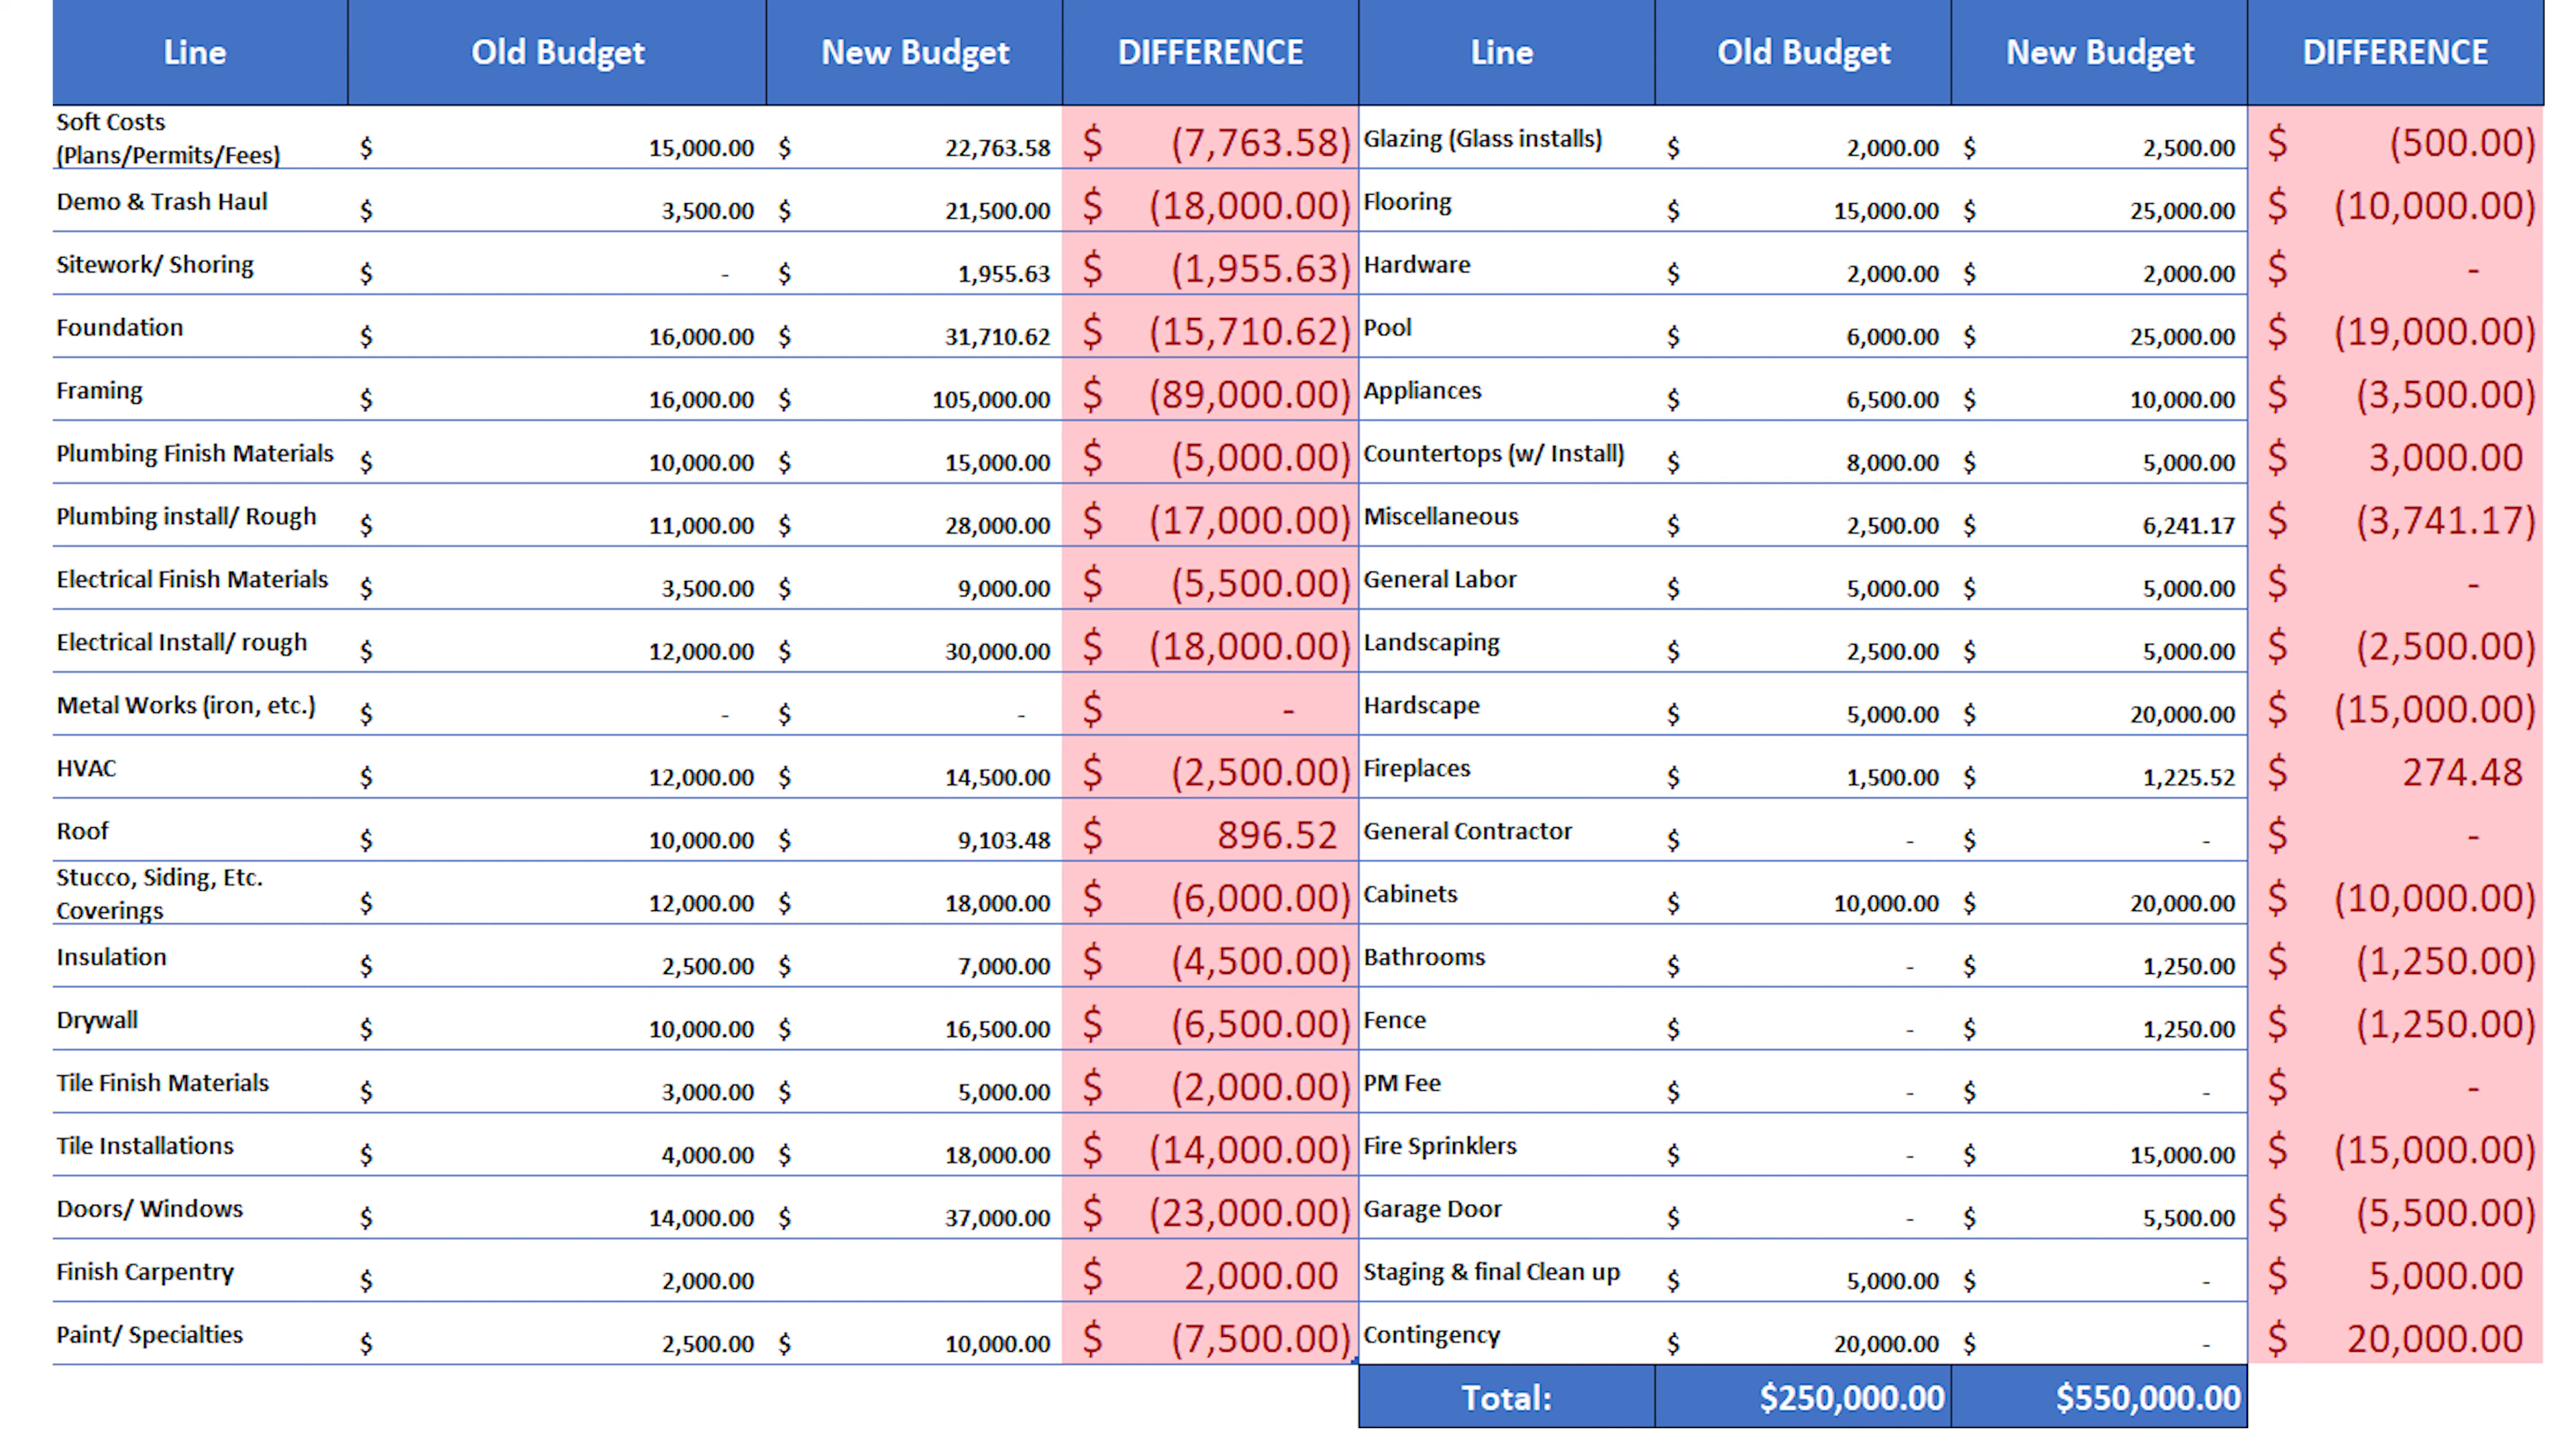 Line Old Budget New Budget DIFFERENCE Line Old Budget New Budget DIFFERENCE
Soft Costs
(Plans/Permits/Fees) $ 15,000.00 $ 22,763.58 $ (7,763.58) Glazing (Glass installs) $ 2,000.00 $ 2,500.00 $ (500.00)
Demo & Trash Haul $ 3,500.00 $ 21,500.00 $ (18,000.00) Flooring $ 15,000.00 $ 25,000.00 $ (10,000.00)
Sitework/ Shoring $ - $ 1,955.63 $ (1,955.63) Hardware $ 2,000.00 $ 2,000.00 $ -
Foundation $ 16,000.00 $ 31,710.62 $ (15,710.62) Pool $ 6,000.00 $ 25,000.00 $ (19,000.00)
Framing $ 16,000.00 $ 105,000.00 $ (89,000.00) Appliances $ 6,500.00 $ 10,000.00 $ (3,500.00)
Plumbing Finish Materials $ 10,000.00 $ 15,000.00 $ (5,000.00) Countertops (w/ Install) $ 8,000.00 $ 5,000.00 $ 3,000.00
Plumbing install/ Rough $ 11,000.00 $ 28,000.00 $ (17,000.00) Miscellaneous $ 2,500.00 $ 6,241.17 $ (3,741.17)
Electrical Finish Materials $ 3,500.00 $ 9,000.00 $ (5,500.00) General Labor $ 5,000.00 $ 5,000.00 $ -
Electrical Install/ rough $ 12,000.00 $ 30,000.00 $ (18,000.00) Landscaping $ 2,500.00 $ 5,000.00 $ (2,500.00)
Metal Works (iron, etc.) $ - $ - $ - Hardscape $ 5,000.00 $ 20,000.00 $ (15,000.00)
HVAC $ 12,000.00 $ 14,500.00 $ (2,500.00) Fireplaces $ 1,500.00 $ 1,225.52 $ 274.48
Roof $ 10,000.00 $ 9,103.48 $ 896.52 General Contractor $ - $ - $ -
Stucco, Siding, Etc.
Coverings $ 12,000.00 $ 18,000.00 $ (6,000.00) Cabinets $ 10,000.00 $ 20,000.00 $ (10,000.00)
Insulation $ 2,500.00 $ 7,000.00 $ (4,500.00) Bathrooms $ - $ 1,250.00 $ (1,250.00)
Drywall $ 10,000.00 $ 16,500.00 $ (6,500.00) Fence $ - $ 1,250.00 $ (1,250.00)
Tile Finish Materials $ 3,000.00 $ 5,000.00 $ (2,000.00) PM Fee $ - $ - $ -
Tile Installations $ 4,000.00 $ 18,000.00 $ (14,000.00) Fire Sprinklers $ - $ 15,000.00 $ (15,000.00)
Doors/ Windows $ 14,000.00 $ 37,000.00 $ (23,000.00) Garage Door $ - $ 5,500.00 $ (5,500.00)
Finish Carpentry $ 2,000.00 $ 2,000.00 Staging & final Clean up $ 5,000.00 $ - $ 5,000.00
Paint/ Specialties $ 2,500.00 $ 10,000.00 $ (7,500.00) Contingency $ 20,000.00 $ - $ 20,000.00
Total: $250,000.00 $550,000.00